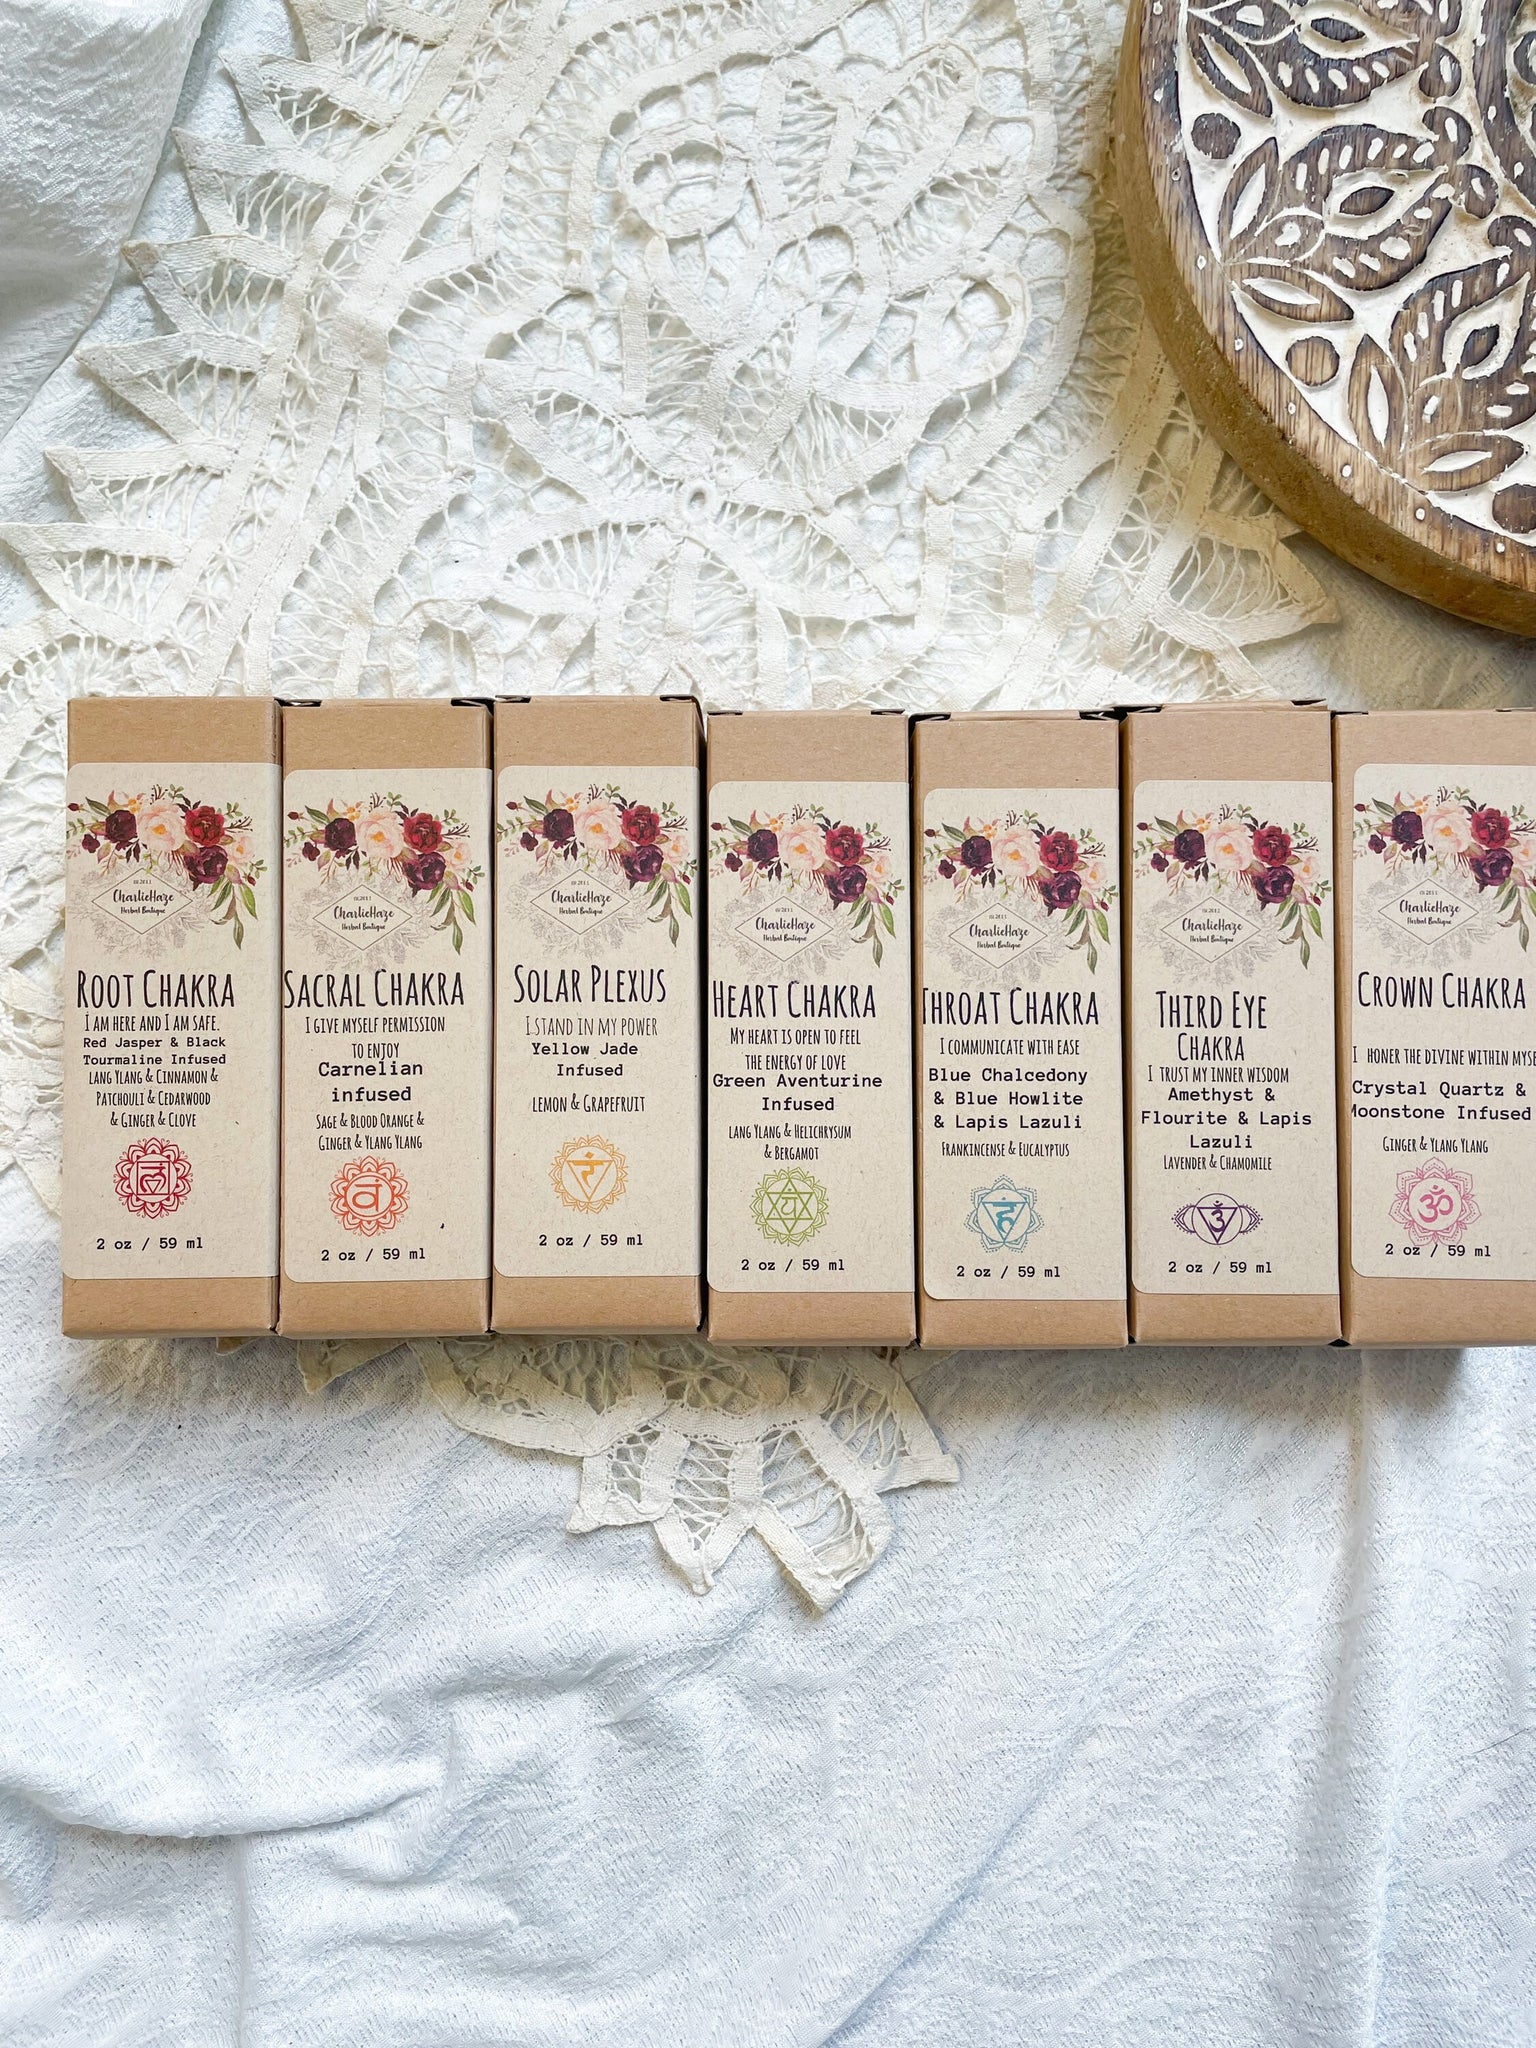 EST. 2011
CharlieHaze
Herbal Boutique
ROOT CHAKRA
I AM HERE AND I AM SAFE.
Red Jasper & Black
Tourmaline Infused
LANG YLANG & CINNAMON &
PATCHOULI & CEDARWOOD
& GINGER & CLOVE
लं
2 oz / 59 ml
CharlieHaze
Herbal Boutique
SACRAL CHAKRA
I GIVE MYSELF PERMISSION
TO ENJOY
Carnelian
infused
SAGE & BLOOD ORANGE &
GINGER & YLANG YLANG
वं
2 oz / 59 ml
CharlieHaze
Herbal Boutique
SOLAR PLEXUS
I STAND IN MY POWER
Yellow Jade
Infused
LEMON & GRAPEFRUIT
रं
2 oz / 59 ml
CharlieHaze
Herbal Boutique
HEART CHAKRA
MY HEART IS OPEN TO FEEL
THE ENERGY OF LOVE
Green Aventurine
Infused
LANG YLANG & HELICHRYSUM
& BERGAMOT
यं
2 oz / 59 ml
CharlieHaze
Herbal Boutique
THROAT CHAKRA
I COMMUNICATE WITH EASE
Blue Chalcedony
& Blue Howlite
& Lapis Lazuli
FRANKINCENSE & EUCALYPTUS
हं
2 oz / 59 ml
CharlieHaze
Herbal Boutique
THIRD EYE
CHAKRA
I TRUST MY INNER WISDOM
Amethyst &
Flourite & Lapis
Lazuli
LAVENDER & CHAMOMILE
2 oz / 59 ml
CharlieHaze
Herbal Boutique
CROWN CHAKRA
I HONER THE DIVINE WITHIN MYSE
Crystal Quartz &
Moonstone Infused
GINGER & YLANG YLANG
ॐ
2 oz / 59 ml